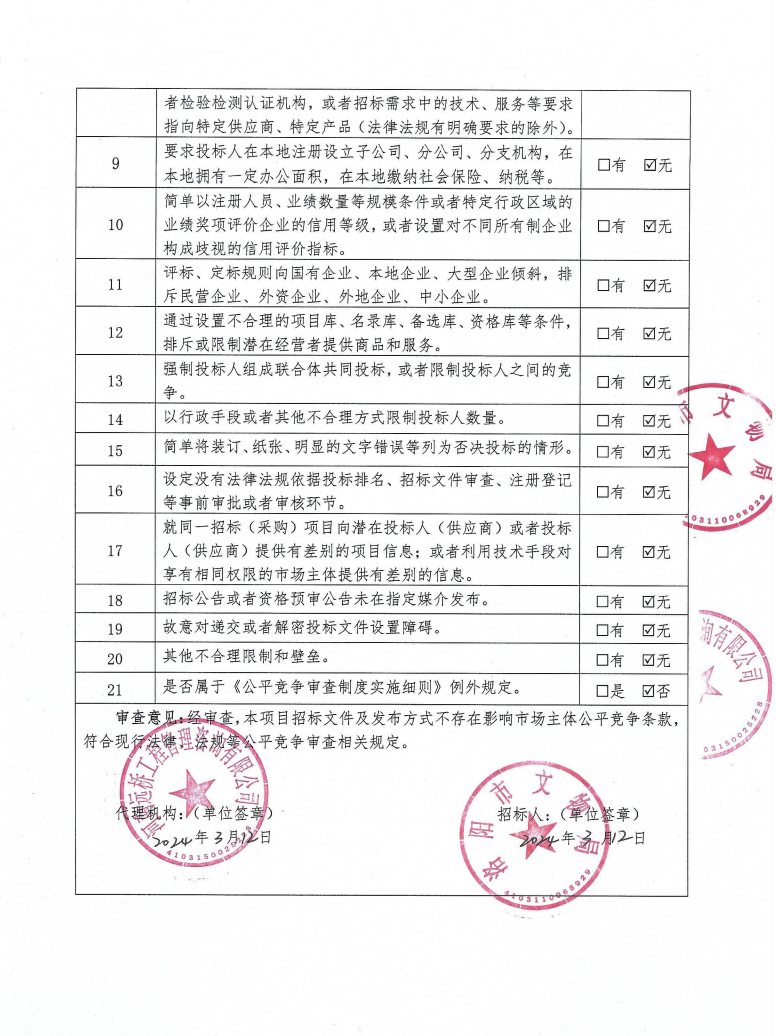 者检验检测认证机构，或者招标需求中的技术、服务等要求
指向特定供应商、特定产品（法律法规有明确要求的除外）。
9 要求投标人在本地注册设立子公司、分公司、分支机构，在 □有 ☑无
本地拥有一定办公面积，在本地缴纳社会保险、纳税等。
10 简单以注册人员、业绩数量等规模条件或者特定行政区域的 □有 ☑无
业绩奖项评价企业的信用等级，或者设置对不同所有制企业
构成歧视的信用评价指标。
11 评标、定标规则向国有企业、本地企业、大型企业倾斜，排 □有 ☑无
斥民营企业、外资企业、外地企业、中小企业。
12 通过设置不合理的项目库、名录库、备选库、资格库等条件， □有 ☑无
排斥或限制潜在经营者提供商品和服务。
13 强制投标人组成联合体共同投标，或者限制投标人之间的竞 □有 ☑无
争。
14 以行政手段或者其他不合理方式限制投标人数量。 □有 ☑无
15 简单将装订、纸张、明显的文字错误等列为否决投标的情形。 □有 ☑无
16 设定没有法律法规依据投标排名、招标文件审查、注册登记 □有 ☑无
等事前审批或者审核环节。
17 就同一招标（采购）项目向潜在投标人（供应商）或者投标 □有 ☑无
人（供应商）提供有差别的项目信息；或者利用技术手段对
享有相同权限的市场主体提供有差别的信息。
18 招标公告或者资格预审公告未在指定媒介发布。 □有 ☑无
19 故意对递交或者解密投标文件设置障碍。 □有 ☑无
20 其他不合理限制和壁垒。 □有 ☑无
21 是否属于《公平竞争审查制度实施细则》例外规定。 □是 ☑否
审查意见：经审查，本项目招标文件及发布方式不存在影响市场主体公平竞争条款，
符合现行法律、法规等公平竞争审查相关规定。
代理机构：（单位签章） 招标人：（单位签章）
2024年3月12日 2024年3月12日
远桥工程管理咨询有限公司
洛阳市文物局
4103110068929
市文物局
03110068929
询有限公司
03150025228